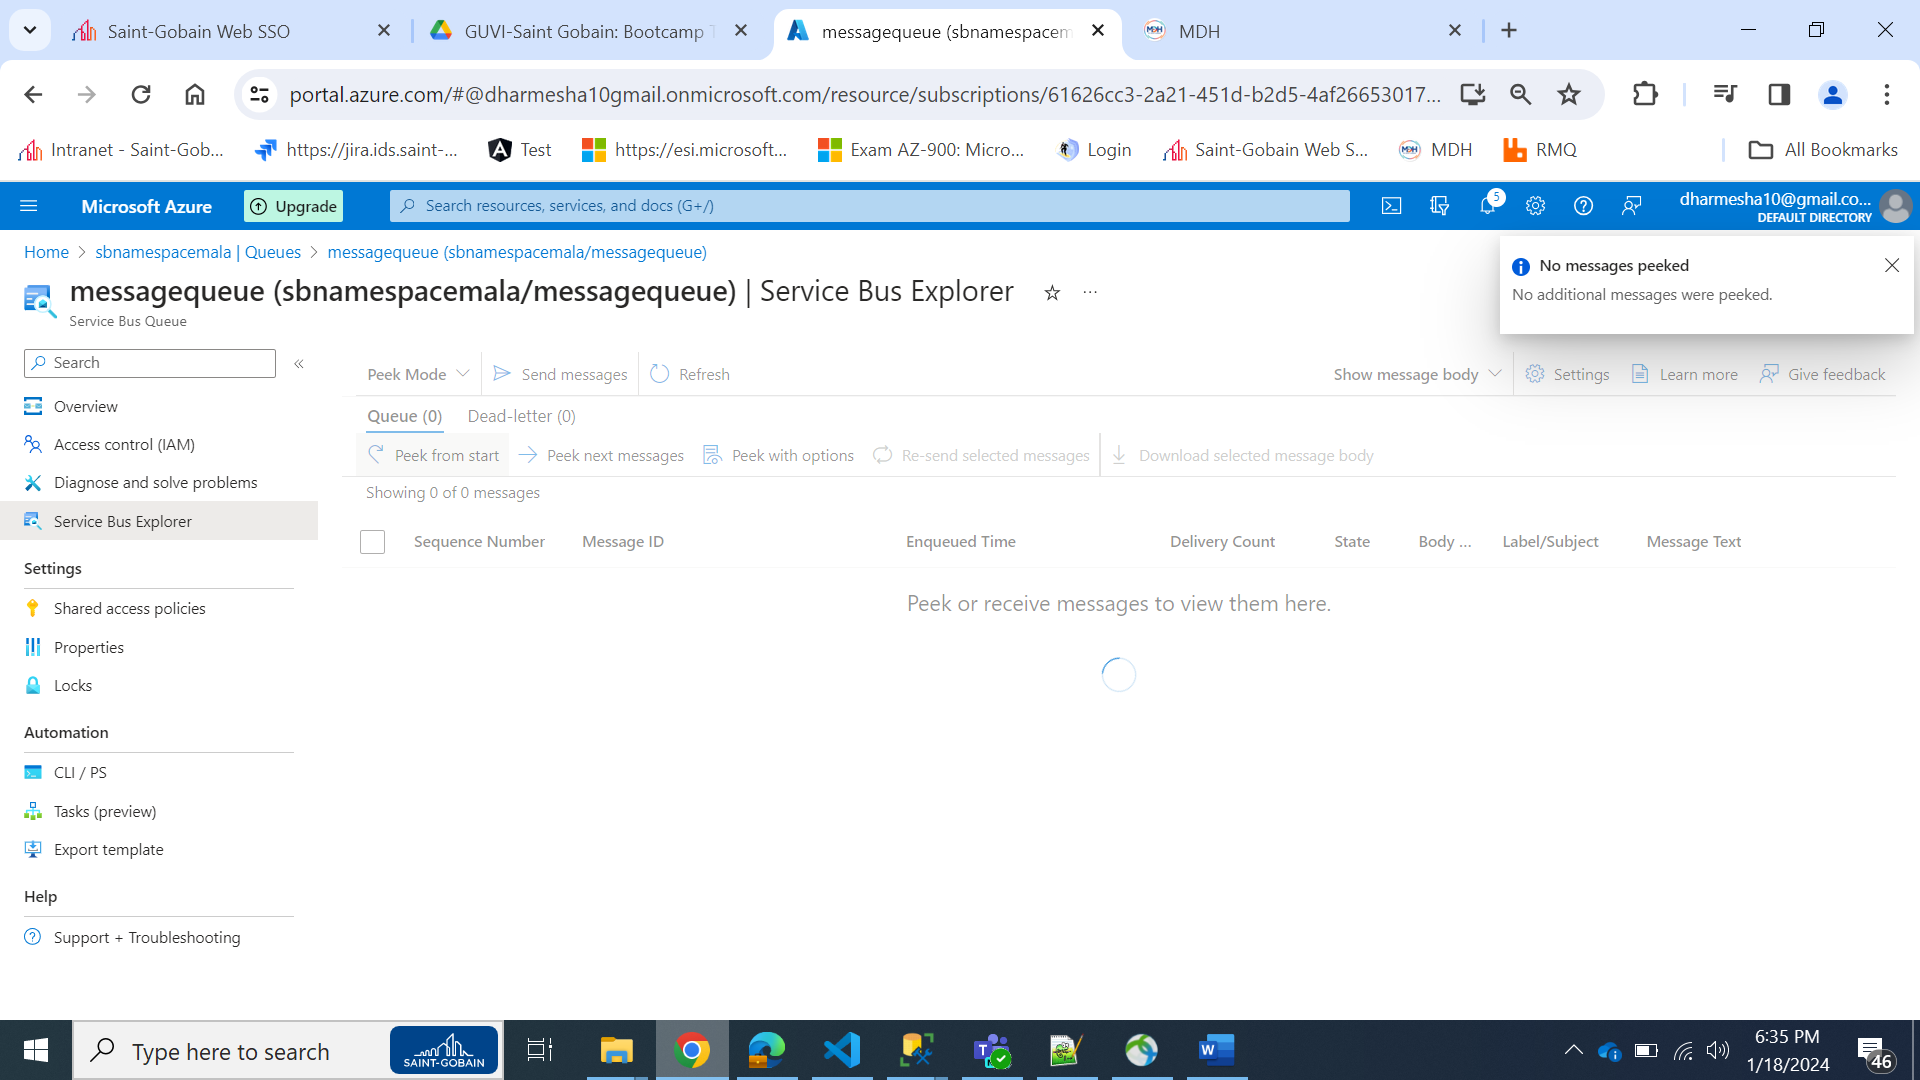 Saint-Gobain Web SSO
GUVI-Saint Gobain: Bootcamp T
messagequeue (sbnamespacem
MDH
portal.azure.com/#@dharmesha10gmail.onmicrosoft.com/resource/subscriptions/61626cc3-2a21-451d-b2d5-4af26653017...
Intranet - Saint-Gob...
https://jira.ids.saint-...
Test
https://esi.microsoft...
Exam AZ-900: Micro...
Login
Saint-Gobain Web S...
MDH
RMQ
All Bookmarks
Microsoft Azure
Upgrade
Search resources, services, and docs (G+/)
5
dharmesha10@gmail.co...
DEFAULT DIRECTORY
Home > sbnamespacemala | Queues > messagequeue (sbnamespacemala/messagequeue)
No messages peeked
No additional messages were peeked.
messagequeue (sbnamespacemala/messagequeue) | Service Bus Explorer
...
Service Bus Queue
Search
«
Overview
Access control (IAM)
Diagnose and solve problems
Service Bus Explorer
Settings
Shared access policies
Properties
Locks
Automation
CLI / PS
Tasks (preview)
Export template
Help
Support + Troubleshooting
Peek Mode
Send messages
Refresh
Show message body
Settings
Learn more
Give feedback
Queue (0)
Dead-letter (0)
Peek from start
Peek next messages
Peek with options
Re-send selected messages
Download selected message body
Showing 0 of 0 messages
Sequence Number
Message ID
Enqueued Time
Delivery Count
State
Body ...
Label/Subject
Message Text
Peek or receive messages to view them here.
Type here to search
SAINT-GOBAIN
6:35 PM
1/18/2024
46